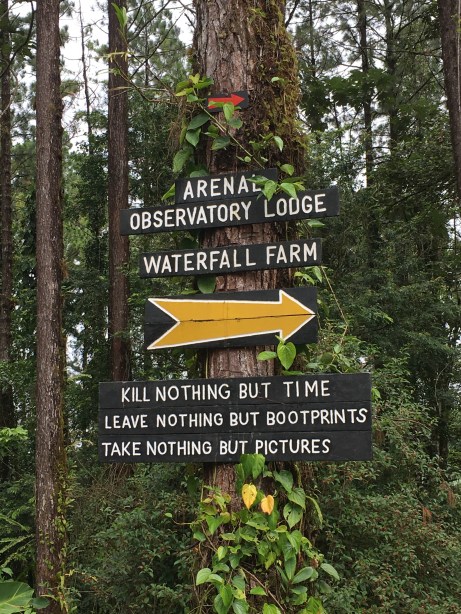 ARENAL
OBSERVATORY LODGE
WATERFALL FARM
KILL NOTHING BUT TIME
LEAVE NOTHING BUT BOOTPRINTS
TAKE NOTHING BUT PICTURES